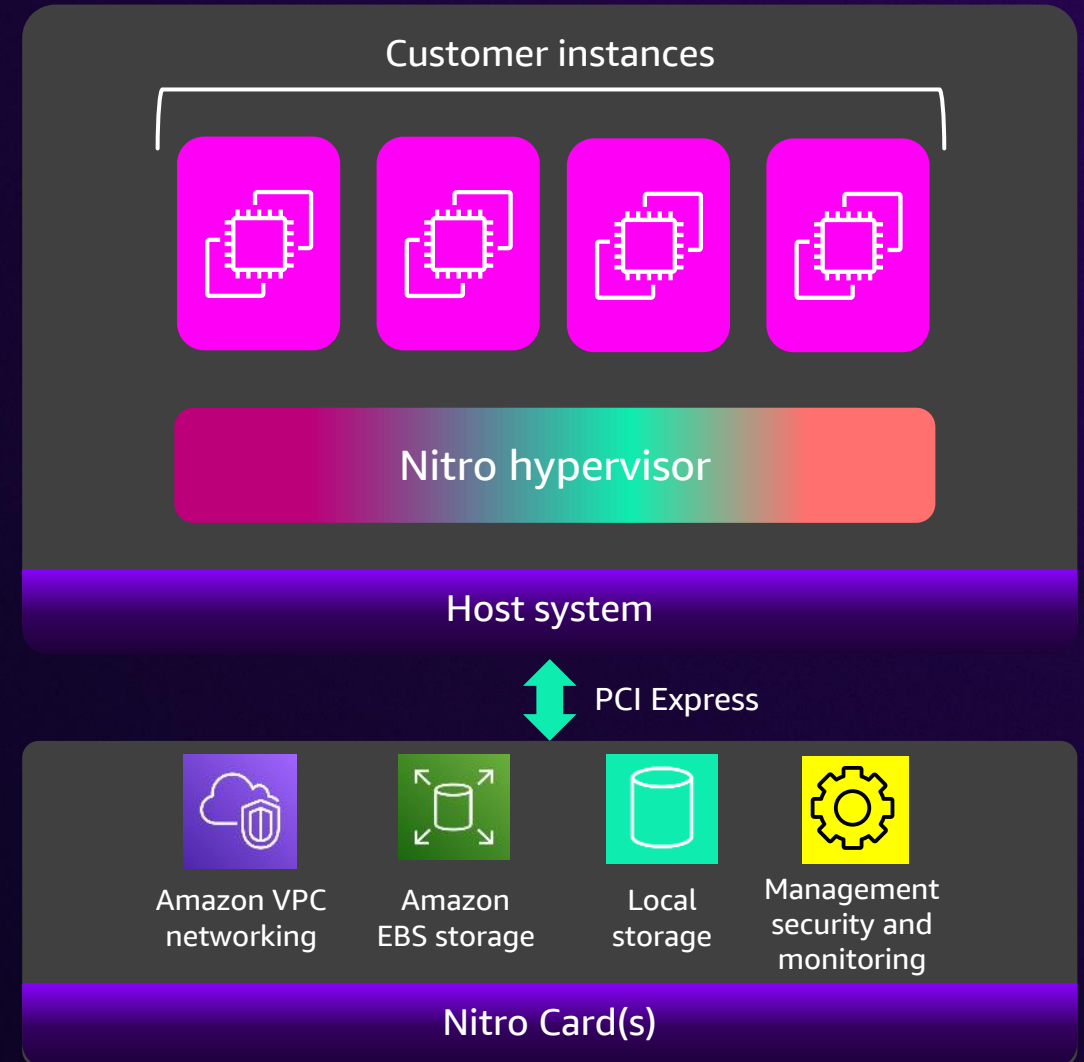 Customer instances
Nitro hypervisor
Host system
PCI Express
Amazon VPC
networking
Amazon
EBS storage
Local
storage
Management
security and
monitoring
Nitro Card(s)